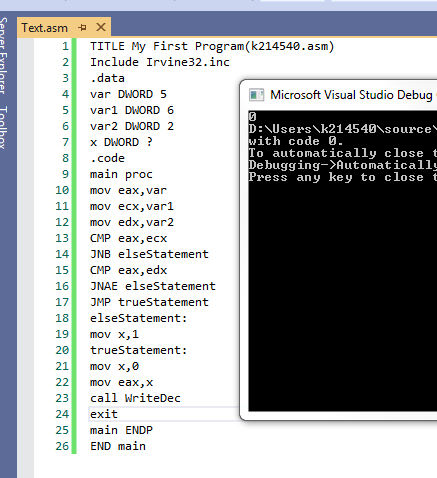 Server Explorer
Toolbox
Text.asm
1 TITLE My First Program(k214540.asm)
2 Include Irvine32.inc
3 .data
4 var DWORD 5
5 var1 DWORD 6
6 var2 DWORD 2
7 x DWORD ?
8 .code
9 main proc
10 mov eax,var
11 mov ecx,var1
12 mov edx,var2
13 CMP eax,ecx
14 JNB elseStatement
15 CMP eax,edx
16 JNAE elseStatement
17 JMP trueStatement
18 elseStatement:
19 mov x,1
20 trueStatement:
21 mov x,0
22 mov eax,x
23 call WriteDec
24 exit
25 main ENDP
26 END main
Microsoft Visual Studio Debug
0
D:\Users\k214540\source\
with code 0.
To automatically close t
Debugging->Automatically
Press any key to close t